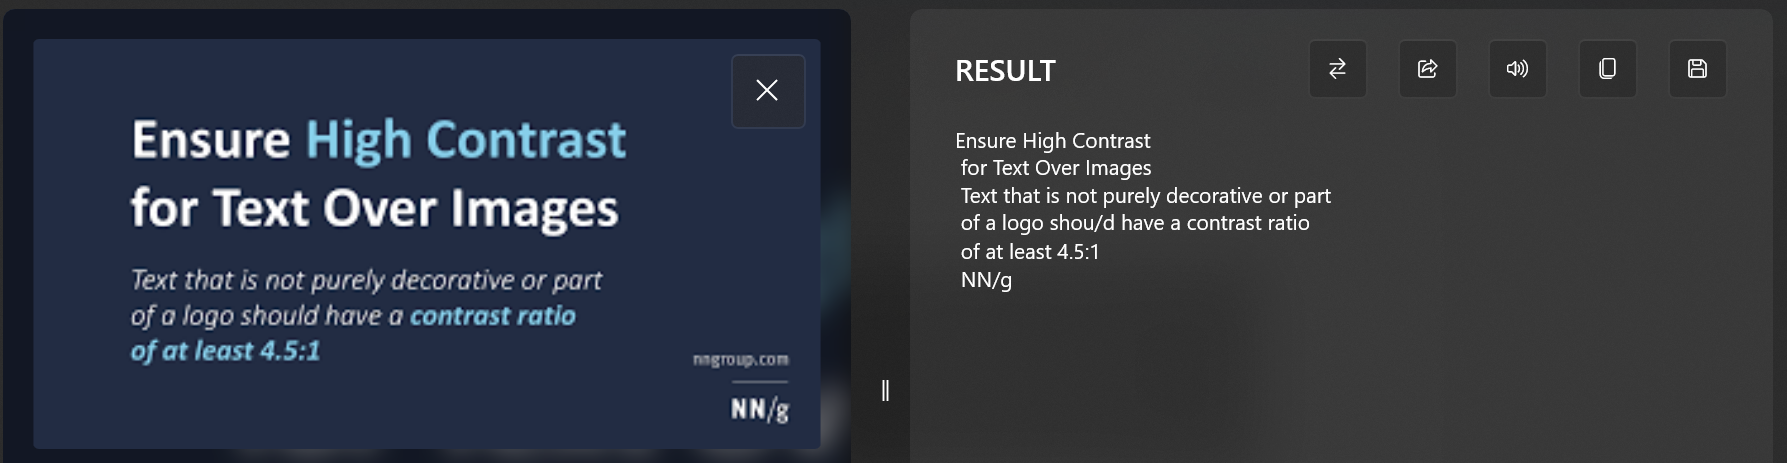 Ensure High Contrast
for Text Over Images
Text that is not purely decorative or part
of a logo should have a contrast ratio
of at least 4.5:1
nngroup.com
NN/g
RESULT
Ensure High Contrast
for Text Over Images
Text that is not purely decorative or part
of a logo shou/d have a contrast ratio
of at least 4.5:1
NN/g